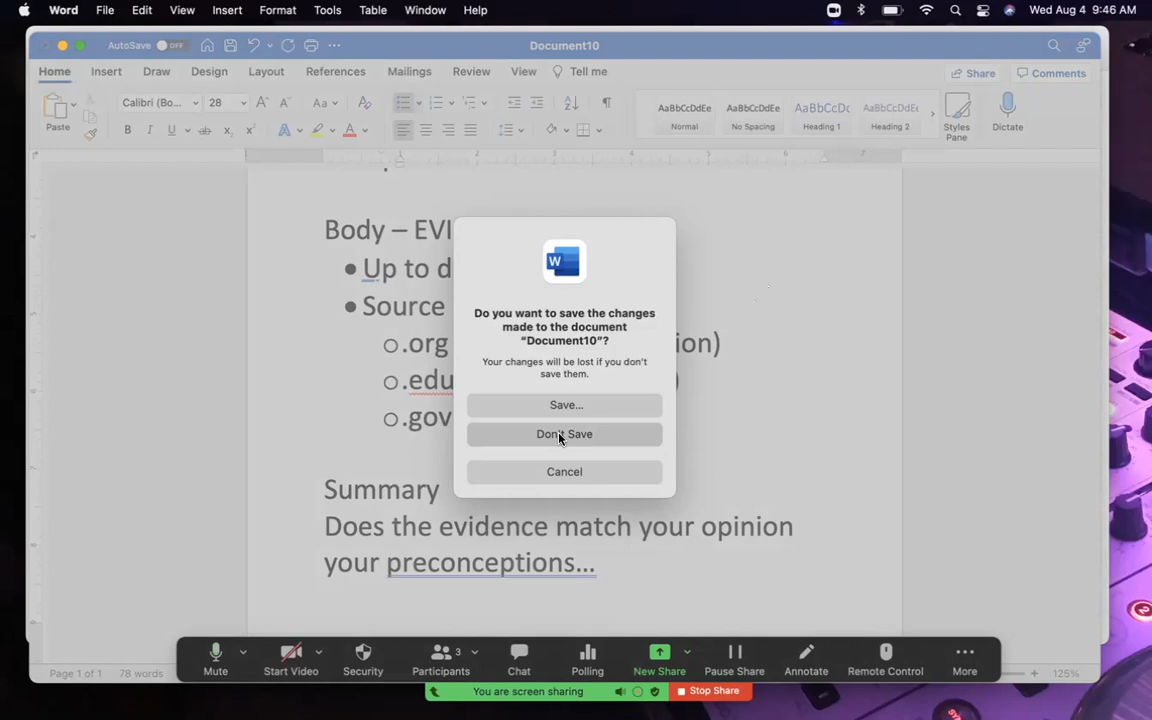 Word File Edit View Insert Format Tools Table Window Help Wed Aug 4 9:46 AM
AutoSave OFF Document10
Home Insert Draw Design Layout References Mailings Review View Tell me Share Comments
Paste Calibri (Bo... 28 Aa
AaBbCcDdEe AaBbCcDdEe AaBbCcDc AaBbCcDdEe
Normal No Spacing Heading 1 Heading 2
Styles Pane
Dictate
Body – EVI
Up to d
Source
.org ion)
.edu )
.gov
Summary
Does the evidence match your opinion
your preconceptions...
W
Do you want to save the changes
made to the document
“Document10”?
Your changes will be lost if you don’t
save them.
Save...
Don't Save
Cancel
Mute Start Video Security Participants 3 Chat Polling New Share Pause Share Annotate Remote Control More
Page 1 of 1 78 words 125%
You are screen sharing Stop Share